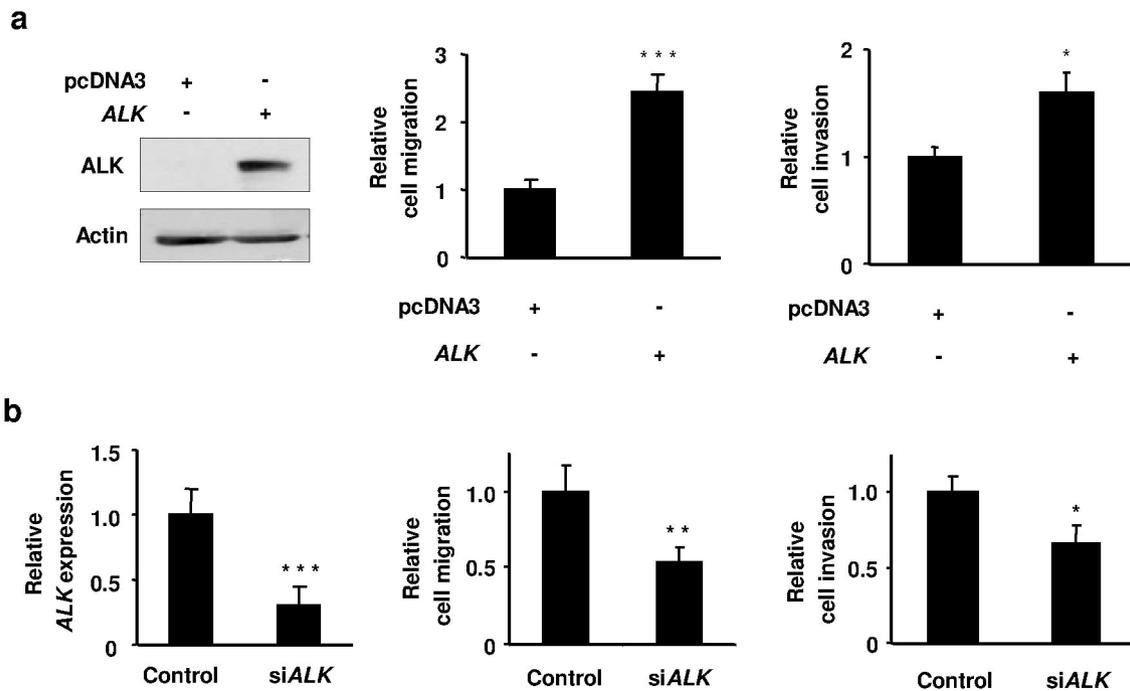 a
pcDNA3 + -
ALK - +
ALK
Actin
Relative
cell migration
3
2
1
0
* * *
pcDNA3 + -
ALK - +
Relative
cell invasion
2
1
0
*
pcDNA3 + -
ALK - +
b
Relative
ALK expression
1.5
1.0
0.5
0
* * *
Control siALK
Relative
cell migration
1.0
0.5
0
* *
Control siALK
Relative
cell invasion
1.0
0.5
0
*
Control siALK